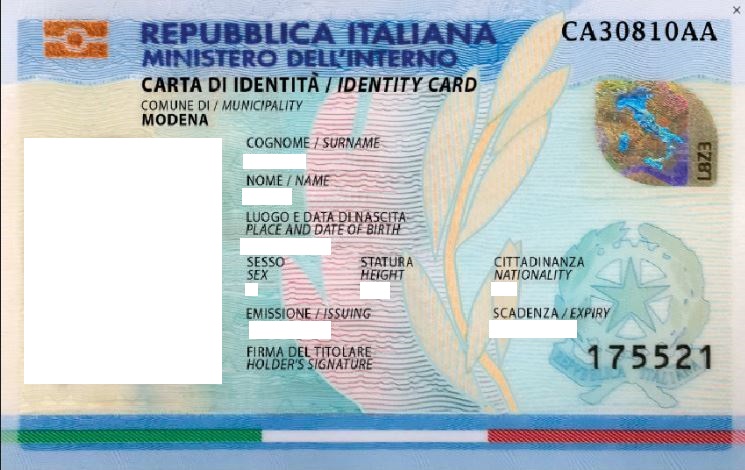 REPUBBLICA ITALIANA
MINISTERO DELL'INTERNO
CA30810AA
CARTA DI IDENTITÀ / IDENTITY CARD
COMUNE DI / MUNICIPALITY
MODENA
COGNOME / SURNAME
NOME / NAME
LUOGO E DATA DI NASCITA
PLACE AND DATE OF BIRTH
SESSO STATURA CITTADINANZA
SEX HEIGHT NATIONALITY
EMISSIONE / ISSUING SCADENZA / EXPIRY
FIRMA DEL TITOLARE
HOLDER'S SIGNATURE
175521